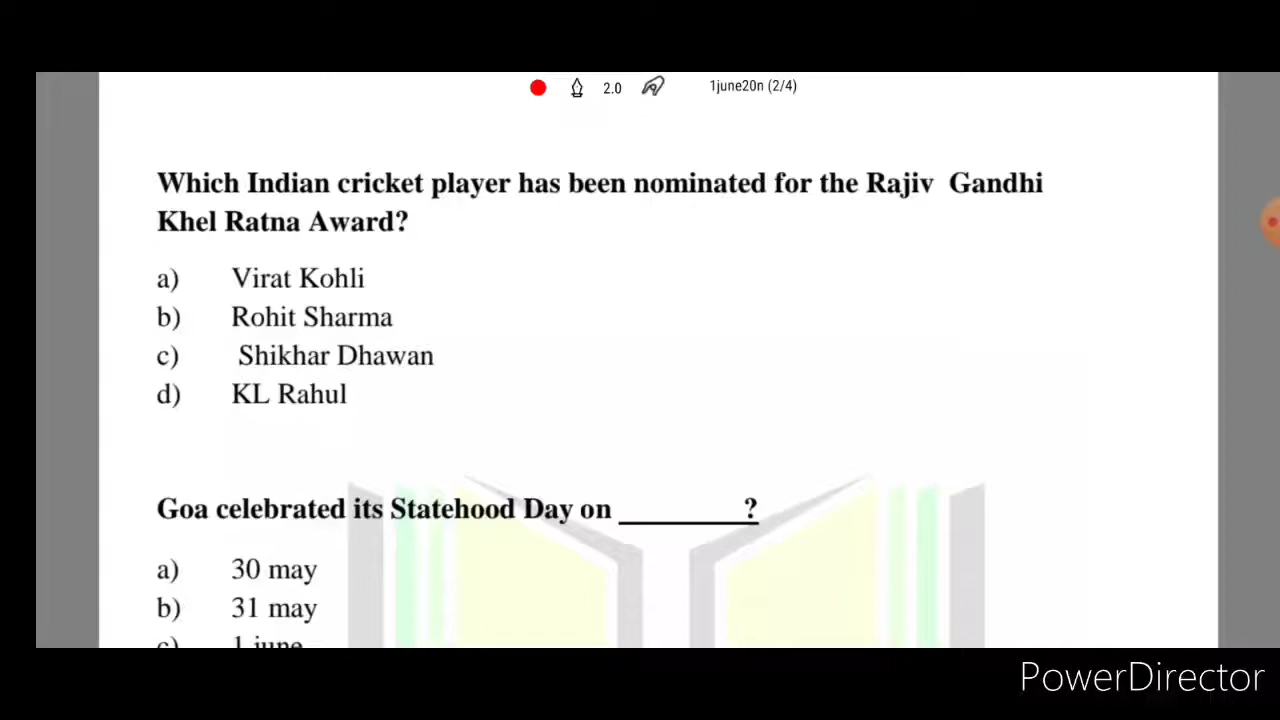 2.0 1june20n (2/4)
Which Indian cricket player has been nominated for the Rajiv Gandhi
Khel Ratna Award?
a) Virat Kohli
b) Rohit Sharma
c) Shikhar Dhawan
d) KL Rahul
Goa celebrated its Statehood Day on ________?
a) 30 may
b) 31 may
c) 1 june
PowerDirector